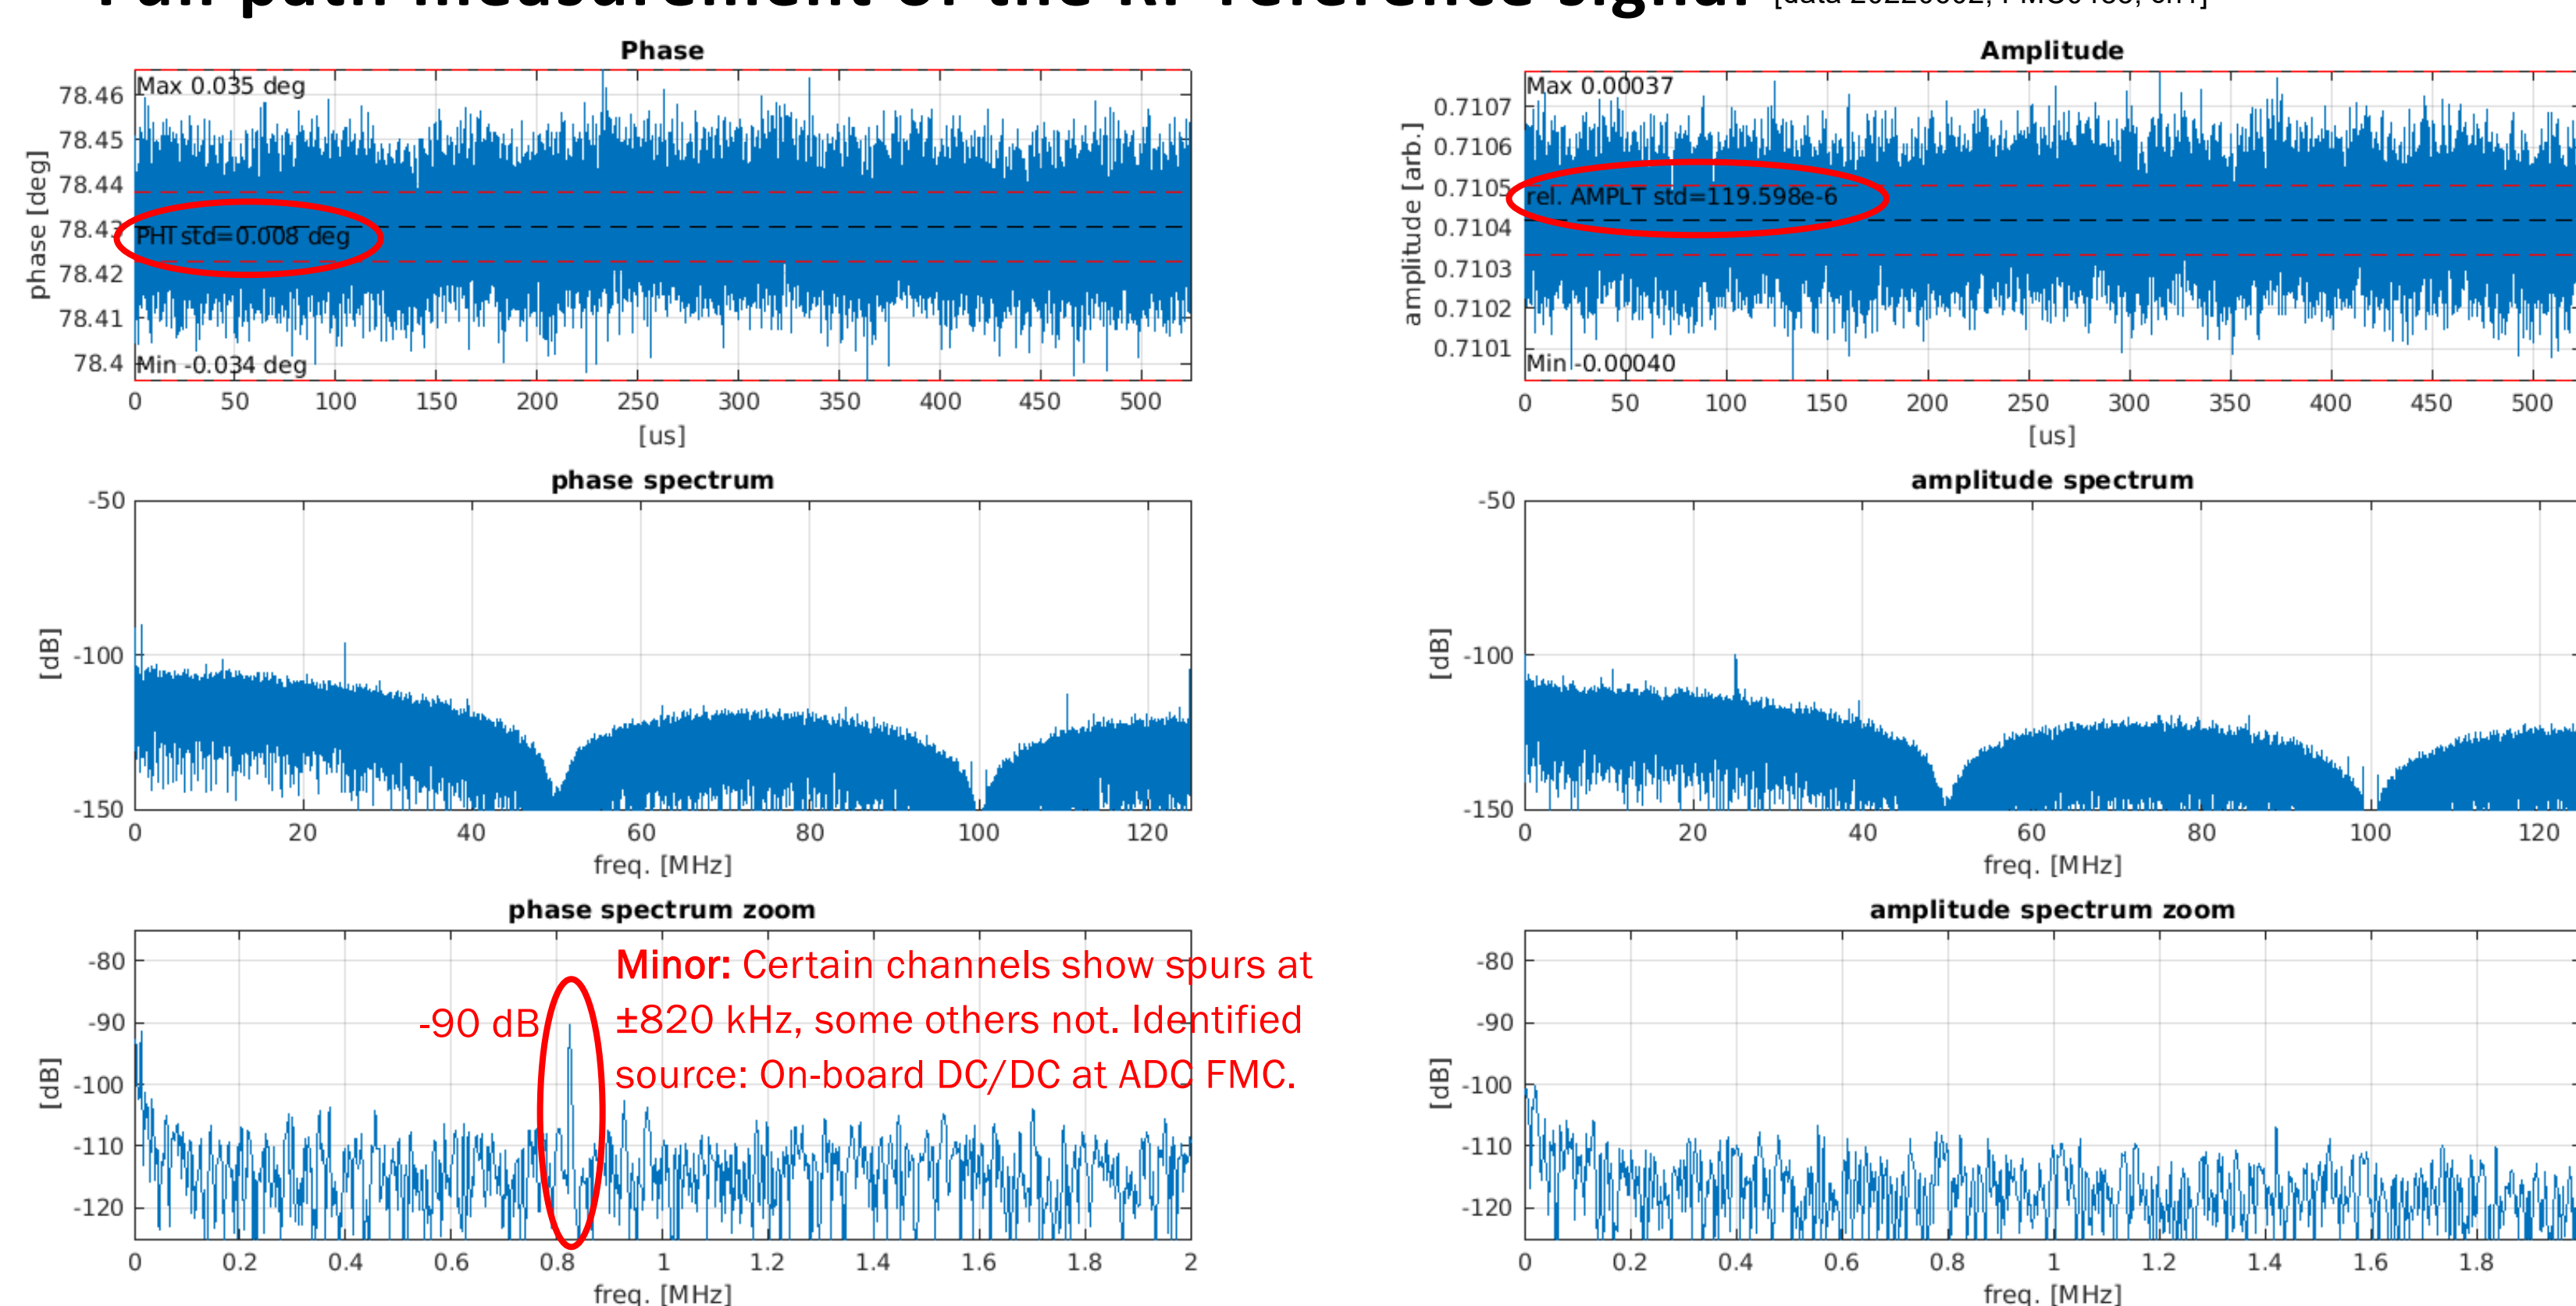 Full path measurement of the RF reference signal
Phase
Max 0.035 deg
PHI std=0.008 deg
Min -0.034 deg
phase [deg]
78.46
78.45
78.44
78.43
78.42
78.41
78.4
0 50 100 150 200 250 300 350 400 450 500
[us]
Amplitude
Max 0.00037
rel. AMPLT std=119.598e-6
Min -0.00040
amplitude [arb.]
0.7107
0.7106
0.7105
0.7104
0.7103
0.7102
0.7101
0 50 100 150 200 250 300 350 400 450 500
[us]
phase spectrum
[dB]
-50
-100
-150
0 20 40 60 80 100 120
freq. [MHz]
amplitude spectrum
[dB]
-50
-100
-150
0 20 40 60 80 100 120
freq. [MHz]
phase spectrum zoom
Minor: Certain channels show spurs at
±820 kHz, some others not. Identified
source: On-board DC/DC at ADC FMC.
-90 dB
[dB]
-80
-90
-100
-110
-120
0 0.2 0.4 0.6 0.8 1 1.2 1.4 1.6 1.8 2
freq. [MHz]
amplitude spectrum zoom
[dB]
-80
-90
-100
-110
-120
0 0.2 0.4 0.6 0.8 1 1.2 1.4 1.6 1.8
freq. [MHz]